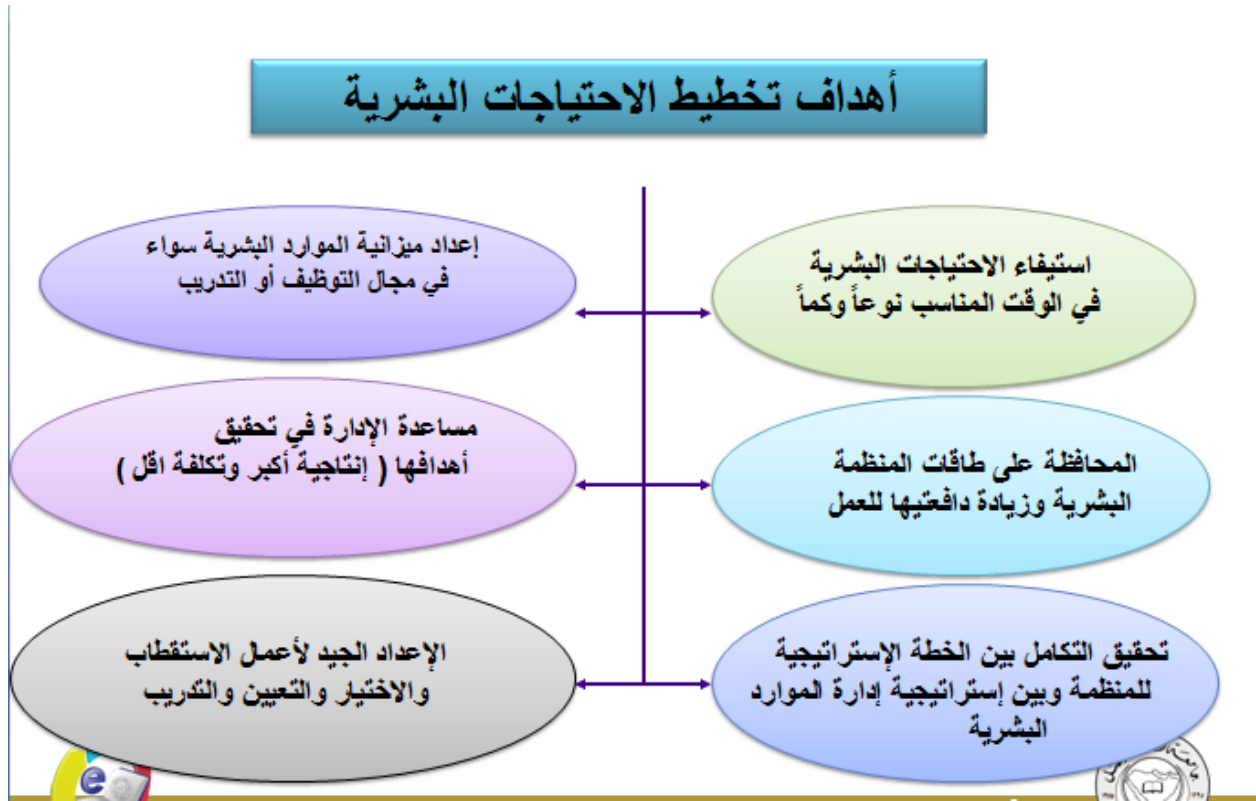 أهداف تخطيط الاحتياجات البشرية
استيفاء الاحتياجات البشرية
في الوقت المناسب نوعاً وكماً
إعداد ميزانية الموارد البشرية سواء
في مجال التوظيف أو التدريب
المحافظة على طاقات المنظمة
البشرية وزيادة دافعتيها للعمل
مساعدة الإدارة في تحقيق
أهدافها ( إنتاجية أكبر وتكلفة اقل )
تحقيق التكامل بين الخطة الإستراتيجية
للمنظمة وبين إستراتيجية إدارة الموارد
البشرية
الإعداد الجيد لأعمال الاستقطاب
والاختيار والتعيين والتدريب
e